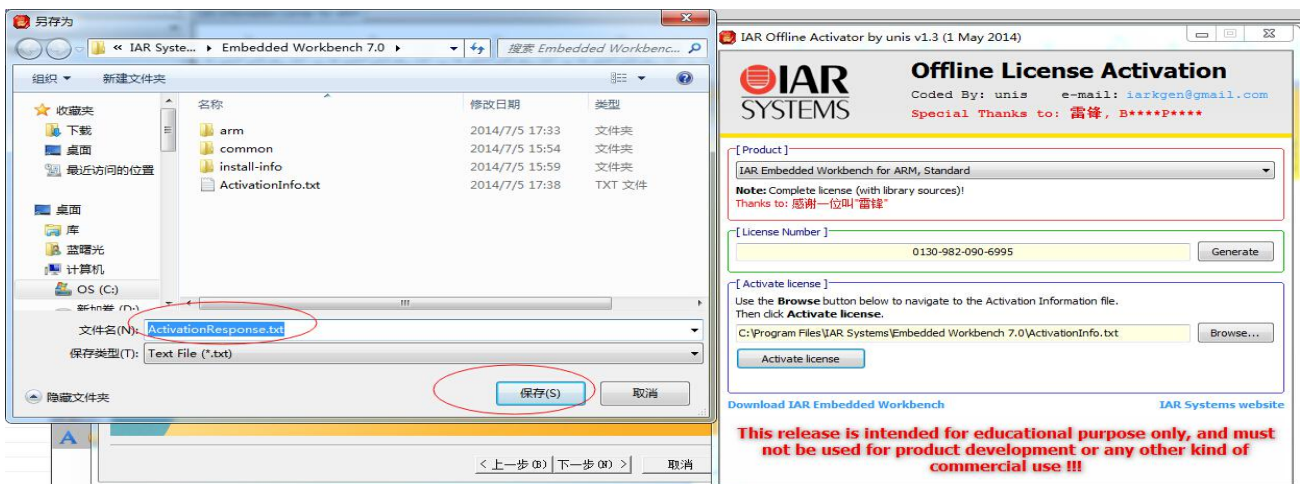 另存为
« IAR Syste... ▸ Embedded Workbench 7.0 ▸
搜索 Embedded Workbenc...
组织 ▼ 新建文件夹
收藏夹
下载
桌面
最近访问的位置
桌面
库
蓝曙光
计算机
OS (C:)
新加卷 (D:)
名称 修改日期 类型
arm 2014/7/5 17:33 文件夹
common 2014/7/5 15:54 文件夹
install-info 2014/7/5 15:59 文件夹
ActivationInfo.txt 2014/7/5 17:38 TXT 文件
文件名(N): ActivationResponse.txt
保存类型(T): Text File (*.txt)
隐藏文件夹
保存(S) 取消
A
< 上一步(B) 下一步(N) > 取消
IAR Offline Activator by unis v1.3 (1 May 2014)
IAR SYSTEMS
Offline License Activation
Coded By: unis e-mail: iarkgen@gmail.com
Special Thanks to: 雷锋, B****P****
[ Product ]
IAR Embedded Workbench for ARM, Standard
Note: Complete license (with library sources)!
Thanks to: 感谢一位叫"雷锋"
[ License Number ]
0130-982-090-6995 Generate
[ Activate license ]
Use the Browse button below to navigate to the Activation Information file.
Then click Activate license.
C:\Program Files\IAR Systems\Embedded Workbench 7.0\ActivationInfo.txt Browse...
Activate license
Download IAR Embedded Workbench IAR Systems website
This release is intended for educational purpose only, and must
not be used for product development or any other kind of
commercial use !!!